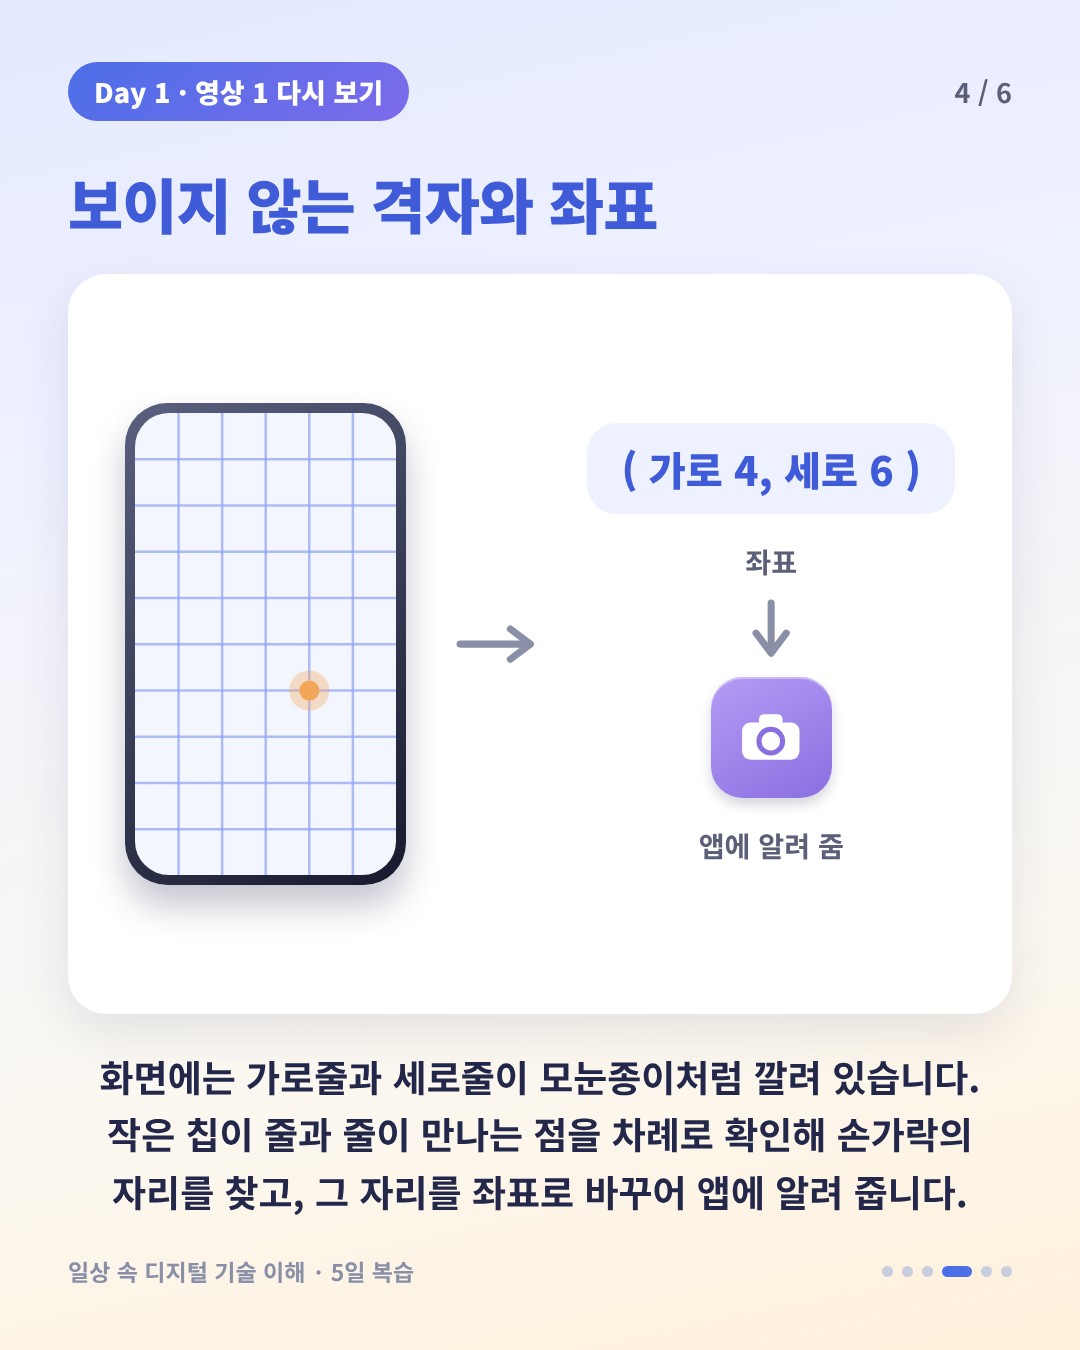 Day 1 · 영상 1 다시 보기
4 / 6
보이지 않는 격자와 좌표
( 가로 4, 세로 6 )
좌표
앱에 알려 줌
화면에는 가로줄과 세로줄이 모눈종이처럼 깔려 있습니다.
작은 칩이 줄과 줄이 만나는 점을 차례로 확인해 손가락의
자리를 찾고, 그 자리를 좌표로 바꾸어 앱에 알려 줍니다.
일상 속 디지털 기술 이해 · 5일 복습